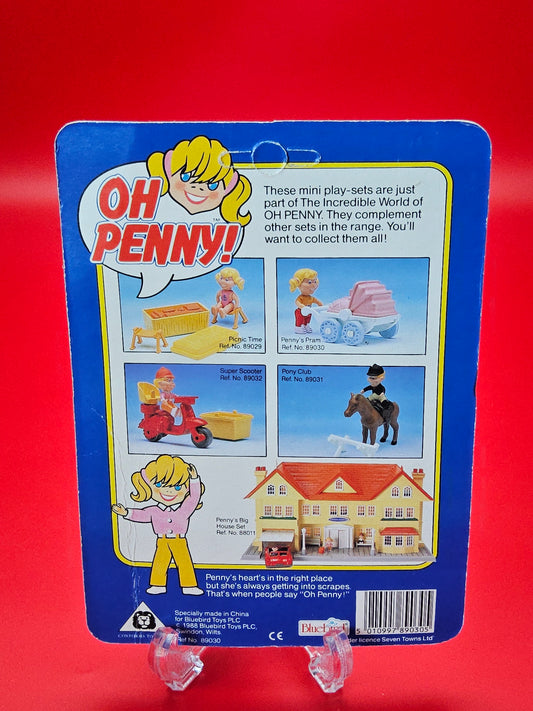 OH
PENNY!
TM
These mini play-sets are just
part of The Incredible World of
OH PENNY. They complement
other sets in the range. You'll
want to collect them all!
Picnic Time
Ref. No. 89029
Penny's Pram
Ref. No. 89030
Super Scooter
Ref. No. 89032
Pony Club
Ref. No. 89031
Penny's Big
House Set
Ref. No. 88011
Penny's heart's in the right place
but she's always getting into scrapes.
That's when people say "Oh Penny!"
Specially made in China
for Bluebird Toys PLC
© 1988 Bluebird Toys PLC,
Swindon, Wilts.
Ref No. 89030
CE
Bluebird
5 010997 890305
der licence Seven Towns Ltd